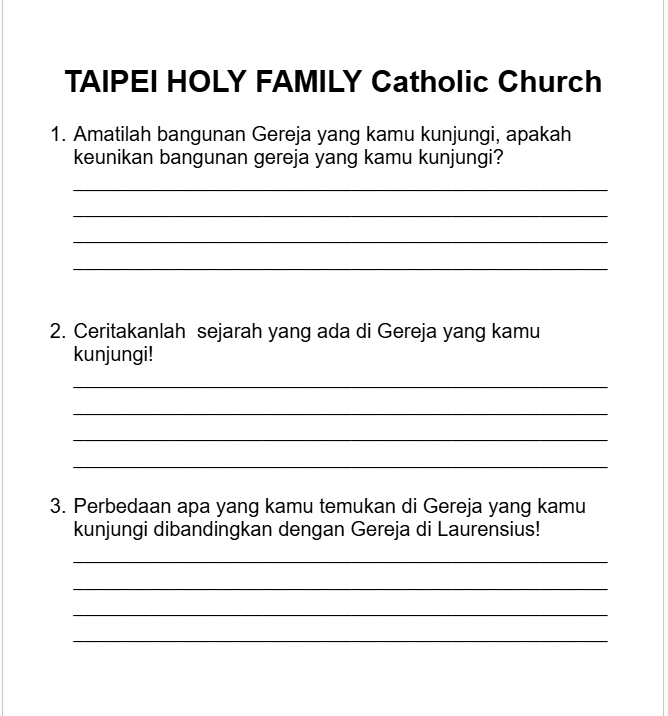 TAIPEI HOLY FAMILY Catholic Church
1. Amatilah bangunan Gereja yang kamu kunjungi, apakah
keunikan bangunan gereja yang kamu kunjungi?
2. Ceritakanlah  sejarah yang ada di Gereja yang kamu
kunjungi!
3. Perbedaan apa yang kamu temukan di Gereja yang kamu
kunjungi dibandingkan dengan Gereja di Laurensius!